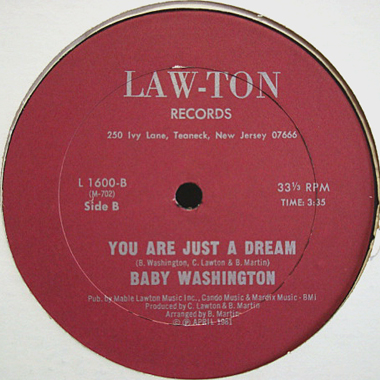 LAW-TON
RECORDS
250 Ivy Lane, Teaneck, New Jersey 07666
L 1600-B
(M-702)
Side B
33⅓ RPM
TIME: 3:35
YOU ARE JUST A DREAM
(B. Washington, C. Lawton & B. Martin)
BABY WASHINGTON
Pub. by Mable Lawton Music Inc., Cando Music & Mardix Music - BMI
Produced by C. Lawton & B. Martin
Arranged by B. Martin
© ℗ APRIL 1981